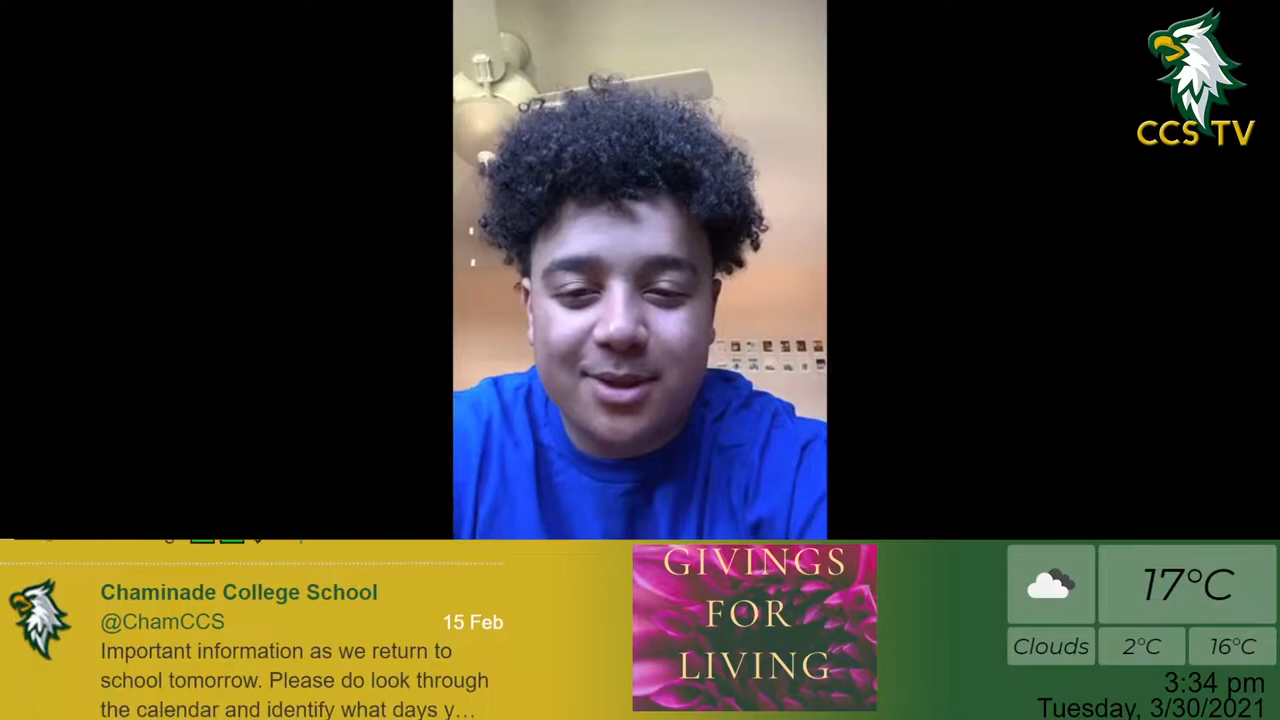 CCS TV
Chaminade College School
@ChamCCS
15 Feb
Important information as we return to
school tomorrow. Please do look through
the calendar and identify what days y...
GIVINGS
FOR
LIVING
17°C
Clouds
2°C
16°C
3:34 pm
Tuesday, 3/30/2021